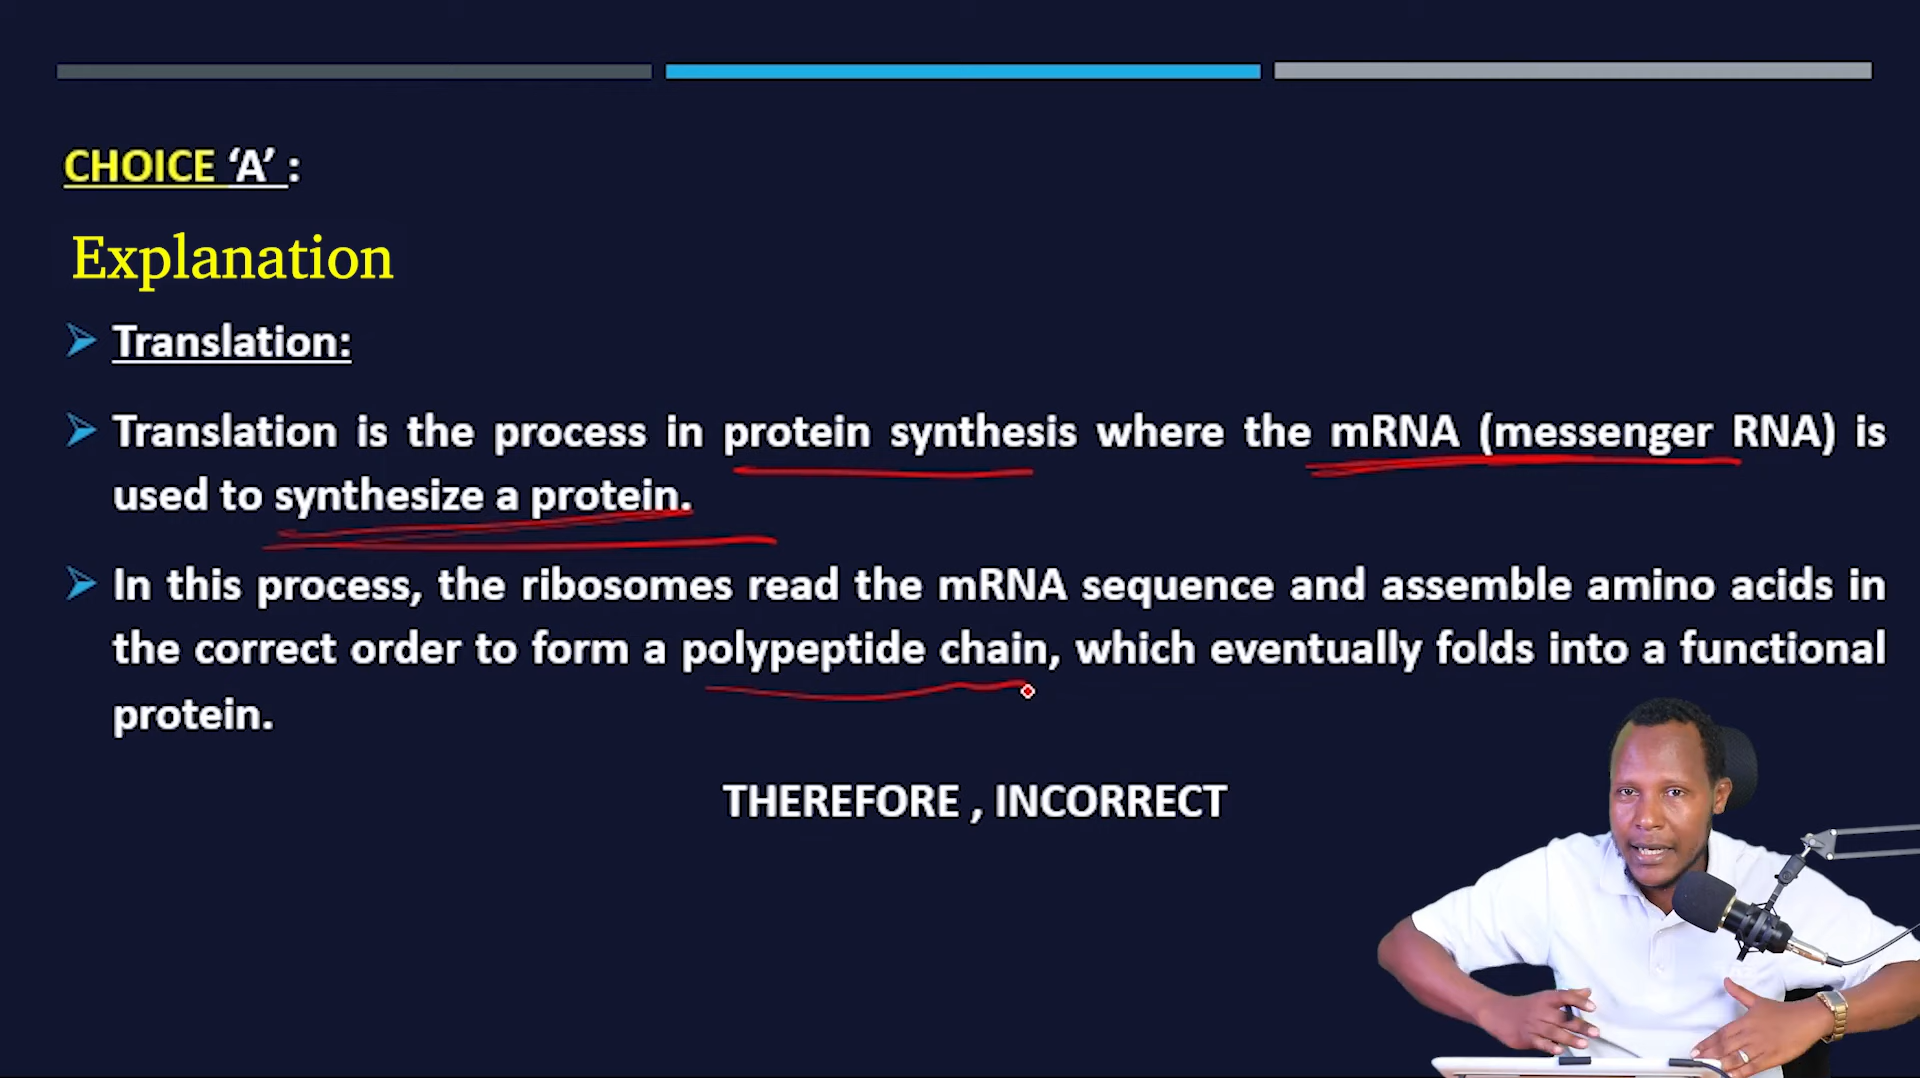 CHOICE ‘A’ :
Explanation
Translation:
Translation is the process in protein synthesis where the mRNA (messenger RNA) is
used to synthesize a protein.
In this process, the ribosomes read the mRNA sequence and assemble amino acids in
the correct order to form a polypeptide chain, which eventually folds into a functional
protein.
THEREFORE , INCORRECT